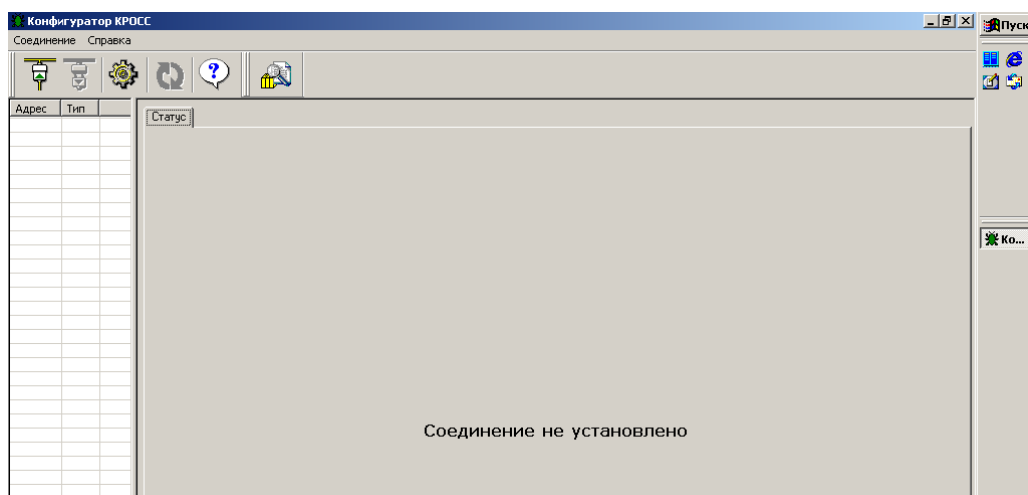 Конфигуратор КРОСС
Пуск
Соединение Справка
?
Адрес Тип
Статус
Ко...
Соединение не установлено